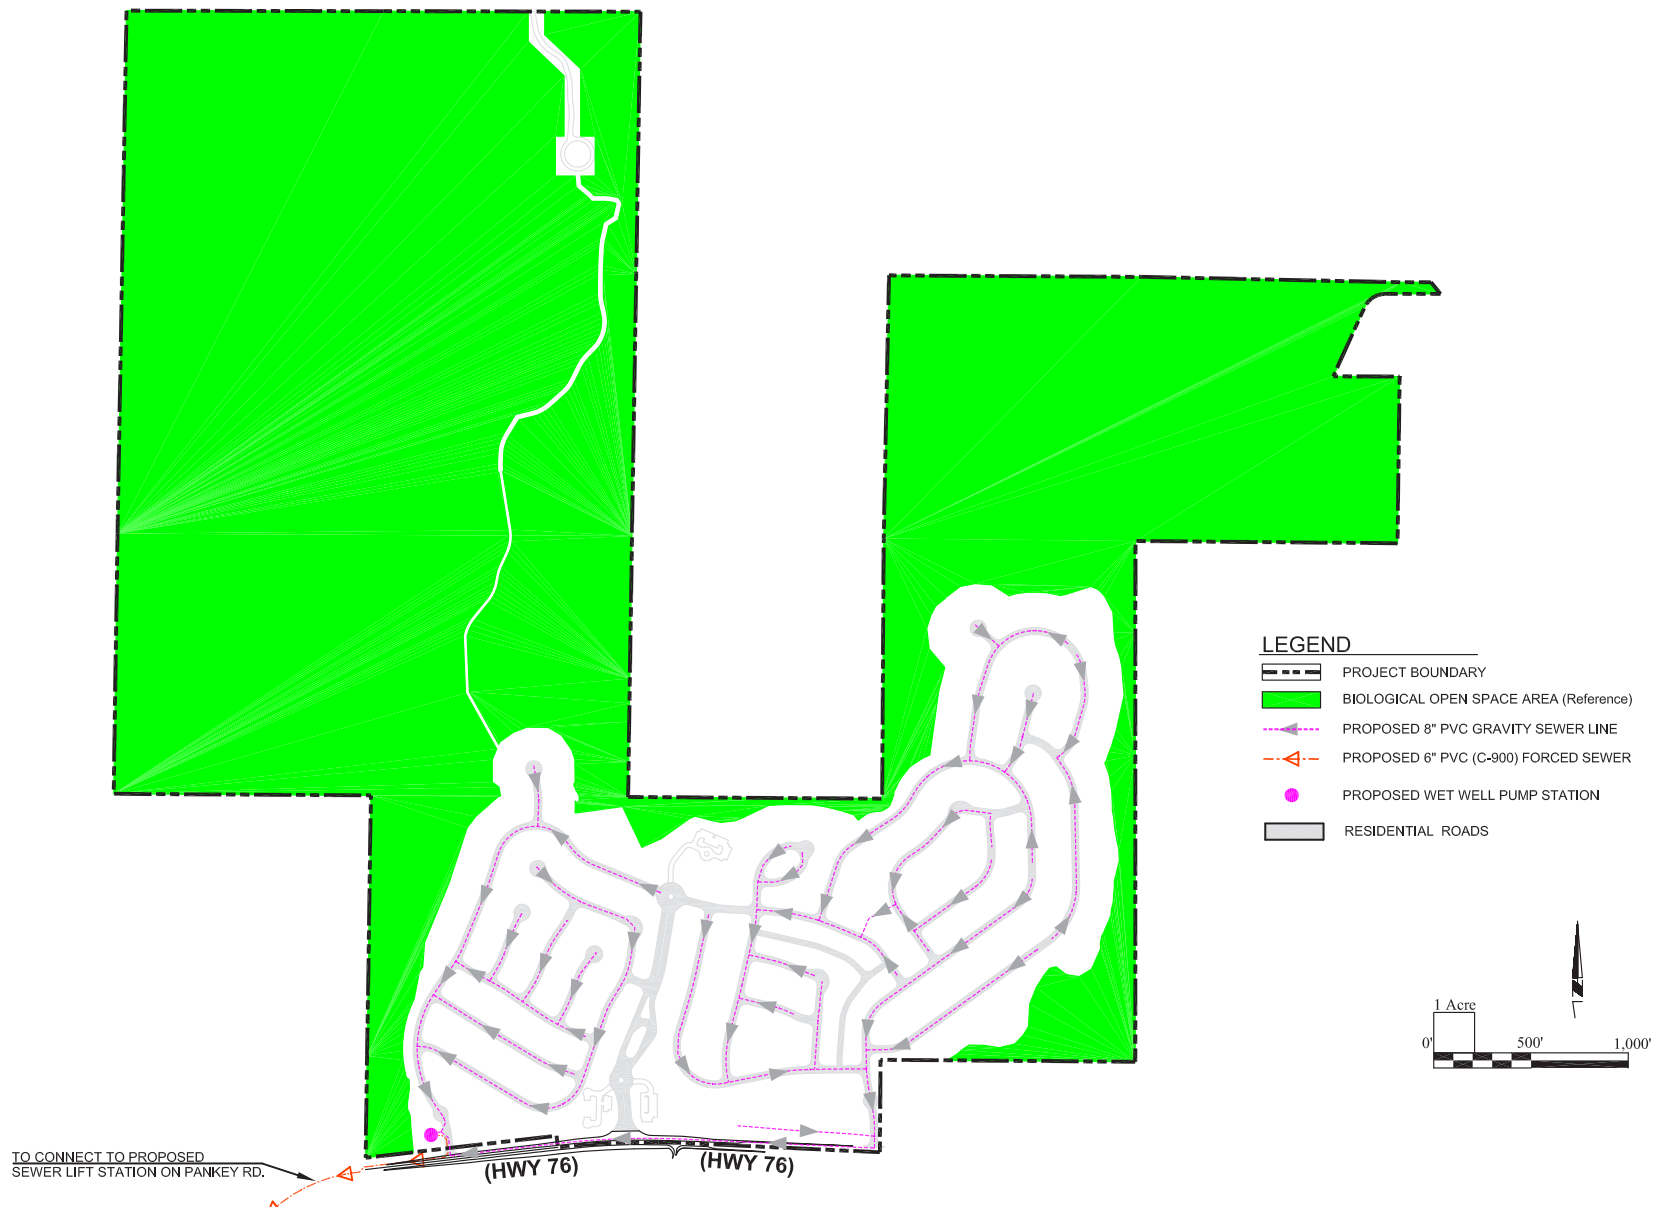 LEGEND
PROJECT BOUNDARY
BIOLOGICAL OPEN SPACE AREA (Reference)
PROPOSED 8" PVC GRAVITY SEWER LINE
PROPOSED 6" PVC (C-900) FORCED SEWER
PROPOSED WET WELL PUMP STATION
RESIDENTIAL ROADS
1 Acre
0' 500' 1,000'
TO CONNECT TO PROPOSED
SEWER LIFT STATION ON PANKEY RD.
(HWY 76) (HWY 76)